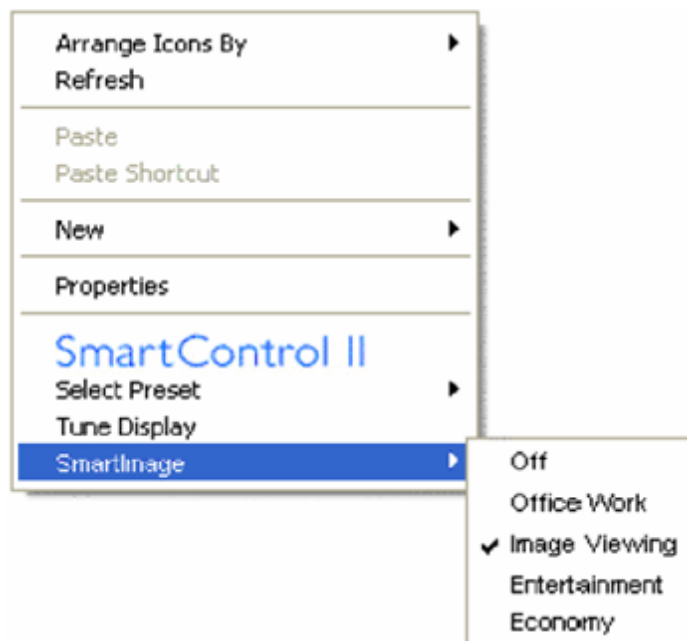 Arrange Icons By
Refresh
Paste
Paste Shortcut
New
Properties
SmartControl II
Select Preset
Tune Display
SmartImage
Off
Office Work
Image Viewing
Entertainment
Economy